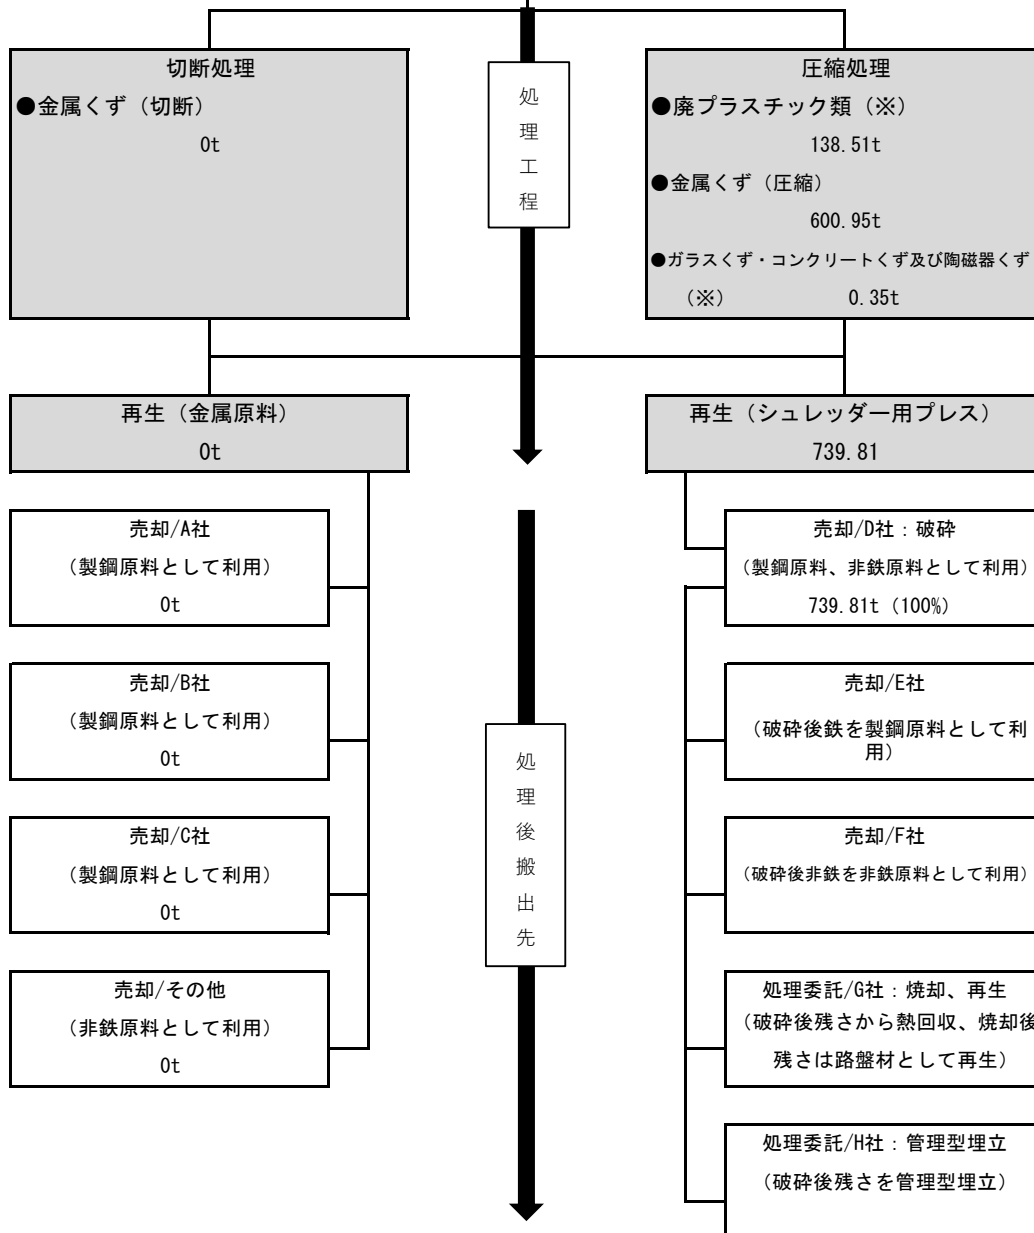 切断処理
●金属くず（切断）
0t
処理工程
圧縮処理
●廃プラスチック類（※）
138.51t
●金属くず（圧縮）
600.95t
●ガラスくず・コンクリートくず及び陶磁器くず
（※） 0.35t
再生（金属原料）
0t
再生（シュレッダー用プレス）
739.81
売却/A社
（製鋼原料として利用）
0t
売却/B社
（製鋼原料として利用）
0t
売却/C社
（製鋼原料として利用）
0t
売却/その他
（非鉄原料として利用）
0t
処理後搬出先
売却/D社：破砕
（製鋼原料、非鉄原料として利用）
739.81t（100%）
売却/E社
（破砕後鉄を製鋼原料として利
用）
売却/F社
（破砕後非鉄を非鉄原料として利用）
処理委託/G社：焼却、再生
（破砕後残さから熱回収、焼却後
残さは路盤材として再生）
処理委託/H社：管理型埋立
（破砕後残さを管理型埋立）